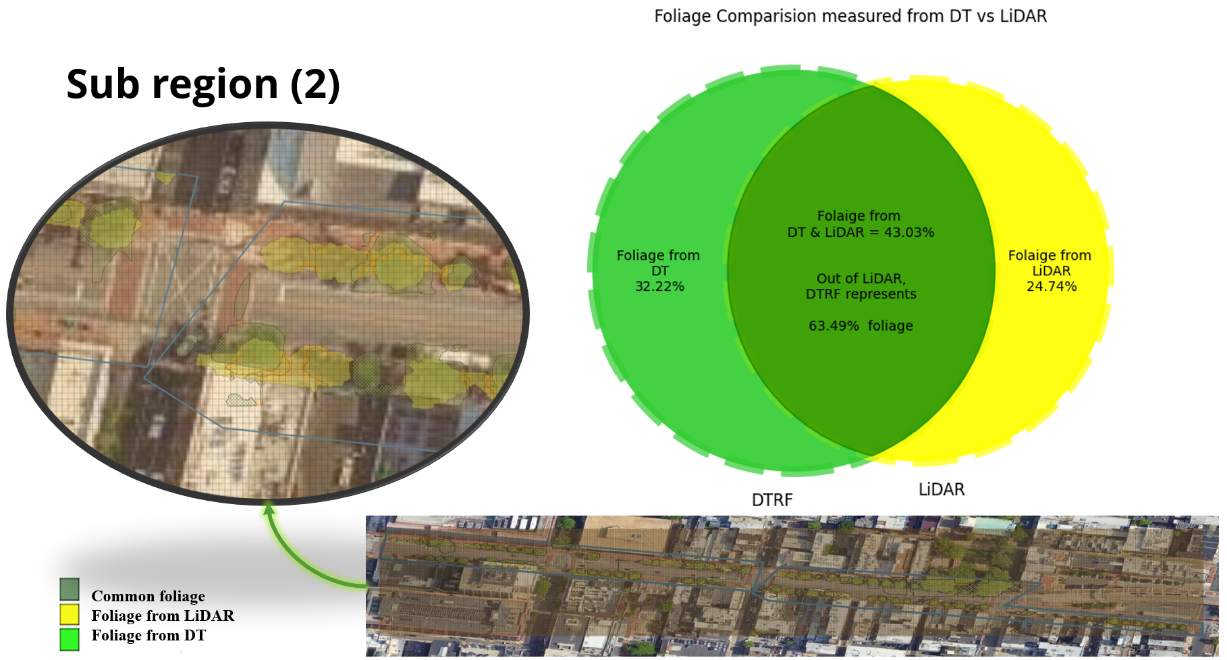 Foliage Comparision measured from DT vs LiDAR
Sub region (2)
Foliage from
DT
32.22%
Folaige from
DT & LiDAR = 43.03%
Out of LiDAR,
DTRF represents
63.49% foliage
Folaige from
LiDAR
24.74%
DTRF
LiDAR
Common foliage
Foliage from LiDAR
Foliage from DT